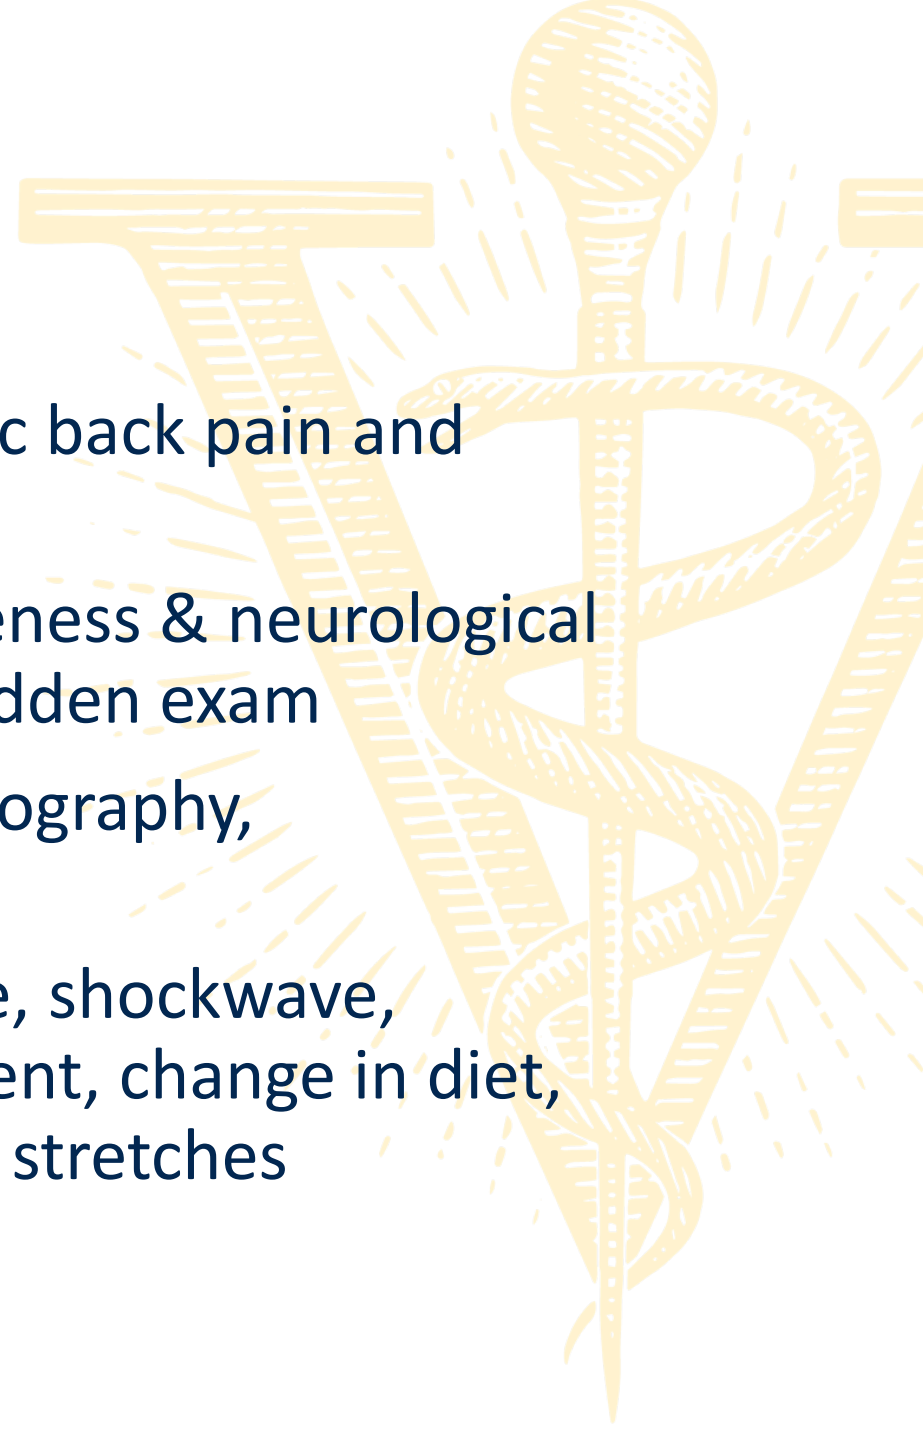 c back pain and
eness & neurological
dden exam
ography,
e, shockwave,
ent, change in diet,
stretches